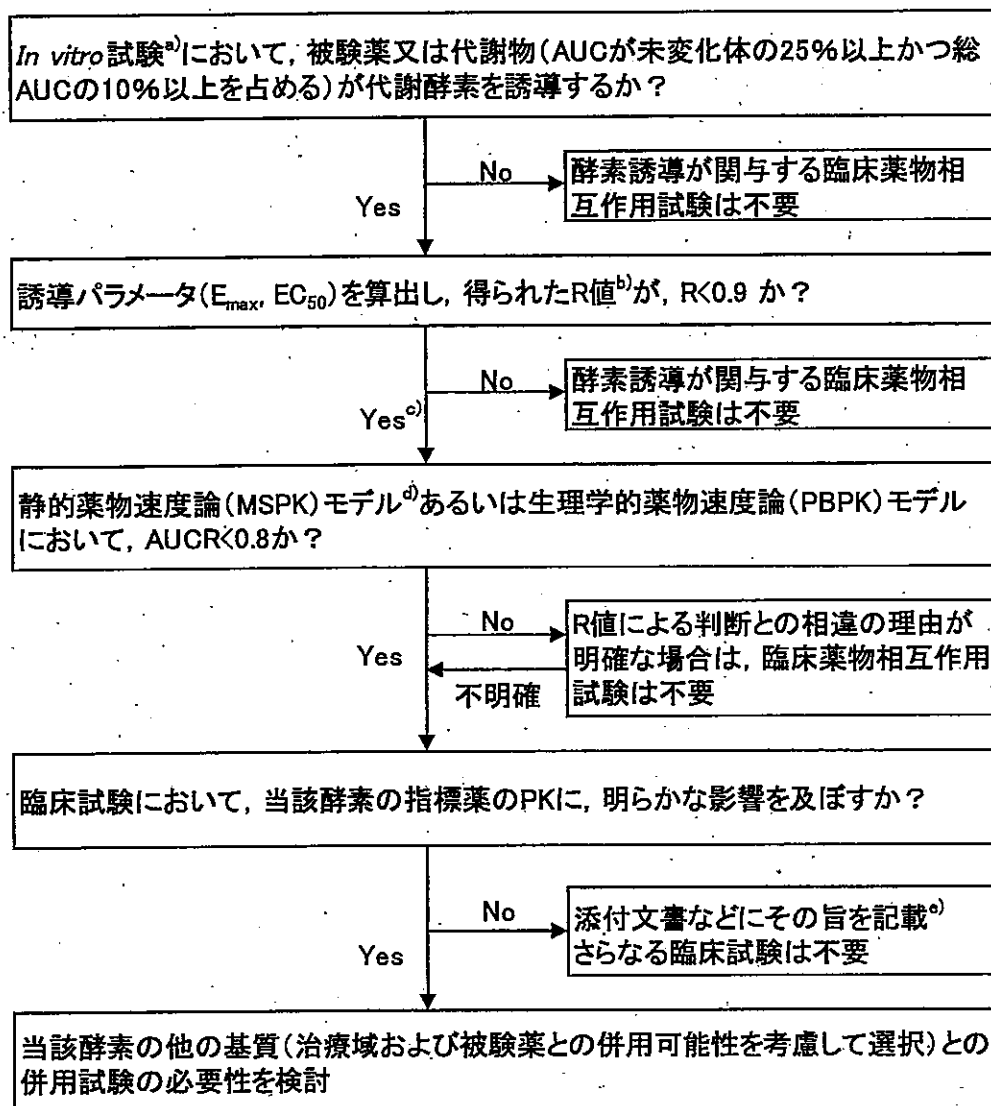 In vitro試験a)において，被験薬又は代謝物（AUCが未変化体の25%以上かつ総
AUCの10%以上を占める）が代謝酵素を誘導するか？
No
酵素誘導が関与する臨床薬物相
互作用試験は不要
Yes
誘導パラメータ（Emax, EC50）を算出し，得られたR値b)が，R<0.9 か？
No
酵素誘導が関与する臨床薬物相
互作用試験は不要
Yesc)
静的薬物速度論（MSPK）モデルd)あるいは生理学的薬物速度論（PBPK）モデル
において，AUCR<0.8か？
No
R値による判断との相違の理由が
明確な場合は，臨床薬物相互作用
試験は不要
Yes
不明確
臨床試験において，当該酵素の指標薬のPKに，明らかな影響を及ぼすか？
No
添付文書などにその旨を記載e)
さらなる臨床試験は不要
Yes
当該酵素の他の基質（治療域および被験薬との併用可能性を考慮して選択）との
併用試験の必要性を検討